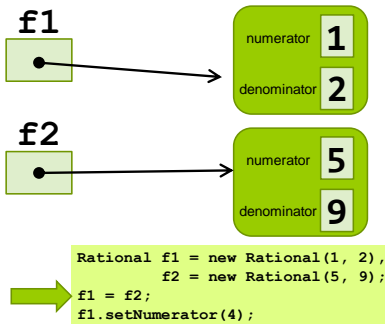 f1
numerator 1
denominator 2
f2
numerator 5
denominator 9
Rational f1 = new Rational(1, 2),
f2 = new Rational(5, 9);
f1 = f2;
f1.setNumerator(4);